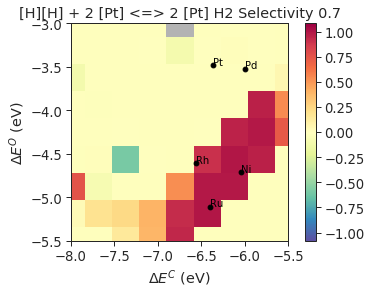 [H][H] + 2 [Pt] <=> 2 [Pt] H2 Selectivity 0.7
−3.0
−3.5
−4.0
−4.5
−5.0
−5.5
ΔE^O (eV)
Pt
Pd
Rh
Ni
Ru
−8.0 −7.5 −7.0 −6.5 −6.0 −5.5
ΔE^C (eV)
1.00
0.75
0.50
0.25
0.00
−0.25
−0.50
−0.75
−1.00